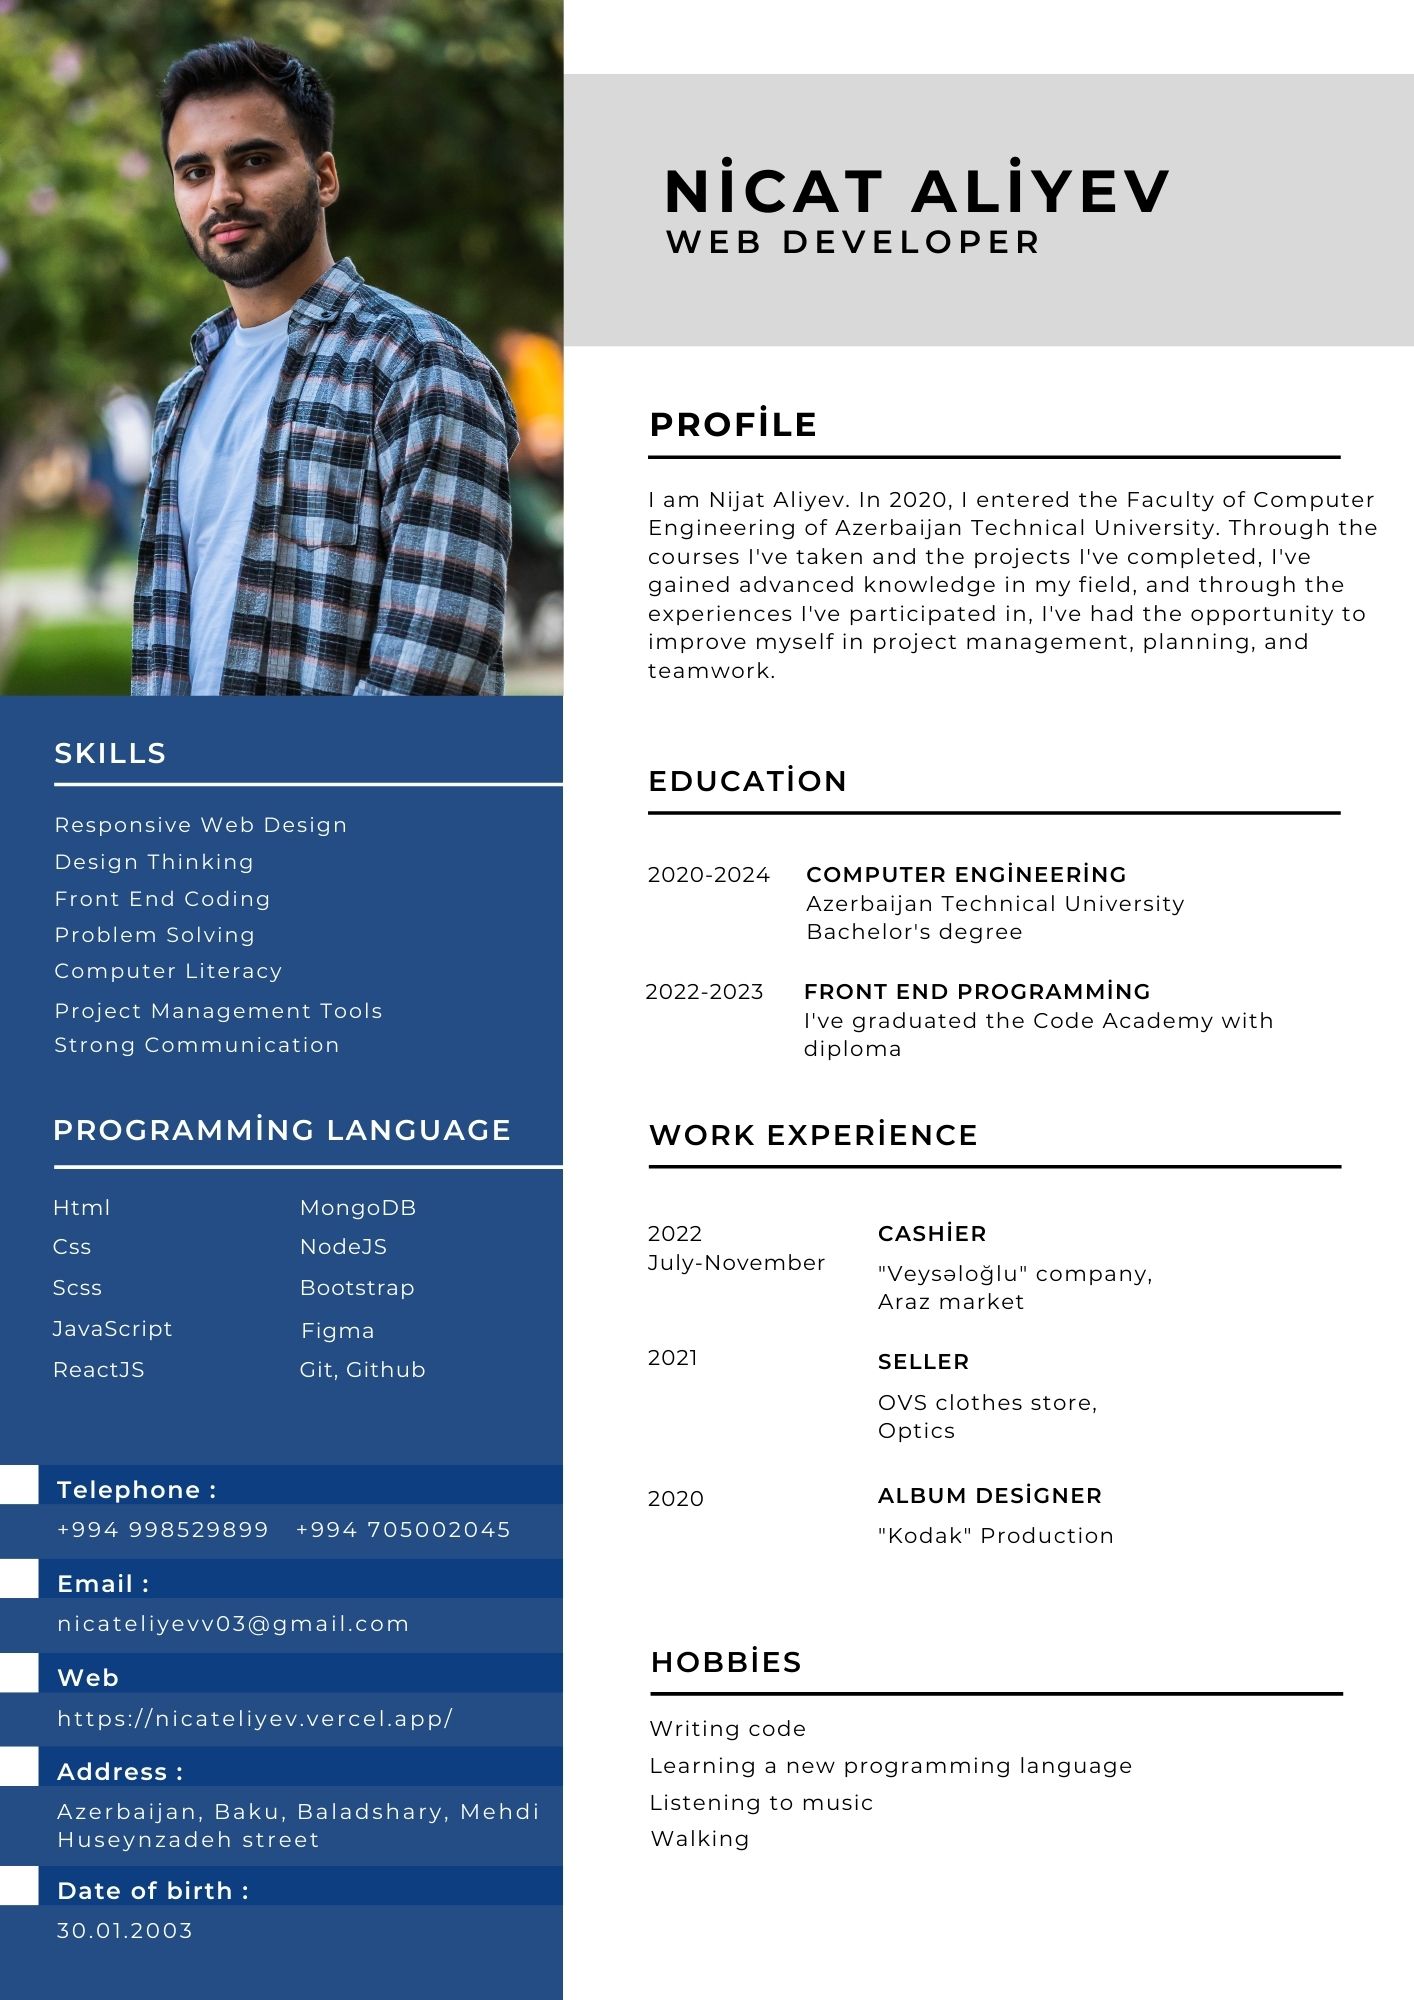 NİCAT ALİYEV
WEB DEVELOPER
PROFİLE
I am Nijat Aliyev. In 2020, I entered the Faculty of Computer
Engineering of Azerbaijan Technical University. Through the
courses I've taken and the projects I've completed, I've
gained advanced knowledge in my field, and through the
experiences I've participated in, I've had the opportunity to
improve myself in project management, planning, and
teamwork.
EDUCATİON
2020-2024 COMPUTER ENGİNEERİNG
Azerbaijan Technical University
Bachelor's degree
2022-2023 FRONT END PROGRAMMİNG
I've graduated the Code Academy with
diploma
WORK EXPERİENCE
2022
July-November
CASHİER
"Veysəloğlu" company,
Araz market
2021
SELLER
OVS clothes store,
Optics
2020
ALBUM DESİGNER
"Kodak" Production
HOBBİES
Writing code
Learning a new programming language
Listening to music
Walking
SKILLS
Responsive Web Design
Design Thinking
Front End Coding
Problem Solving
Computer Literacy
Project Management Tools
Strong Communication
PROGRAMMİNG LANGUAGE
Html
Css
Scss
JavaScript
ReactJS
MongoDB
NodeJS
Bootstrap
Figma
Git, Github
Telephone :
+994 998529899 +994 705002045
Email :
nicateliyevv03@gmail.com
Web
https://nicateliyev.vercel.app/
Address :
Azerbaijan, Baku, Baladshary, Mehdi
Huseynzadeh street
Date of birth :
30.01.2003